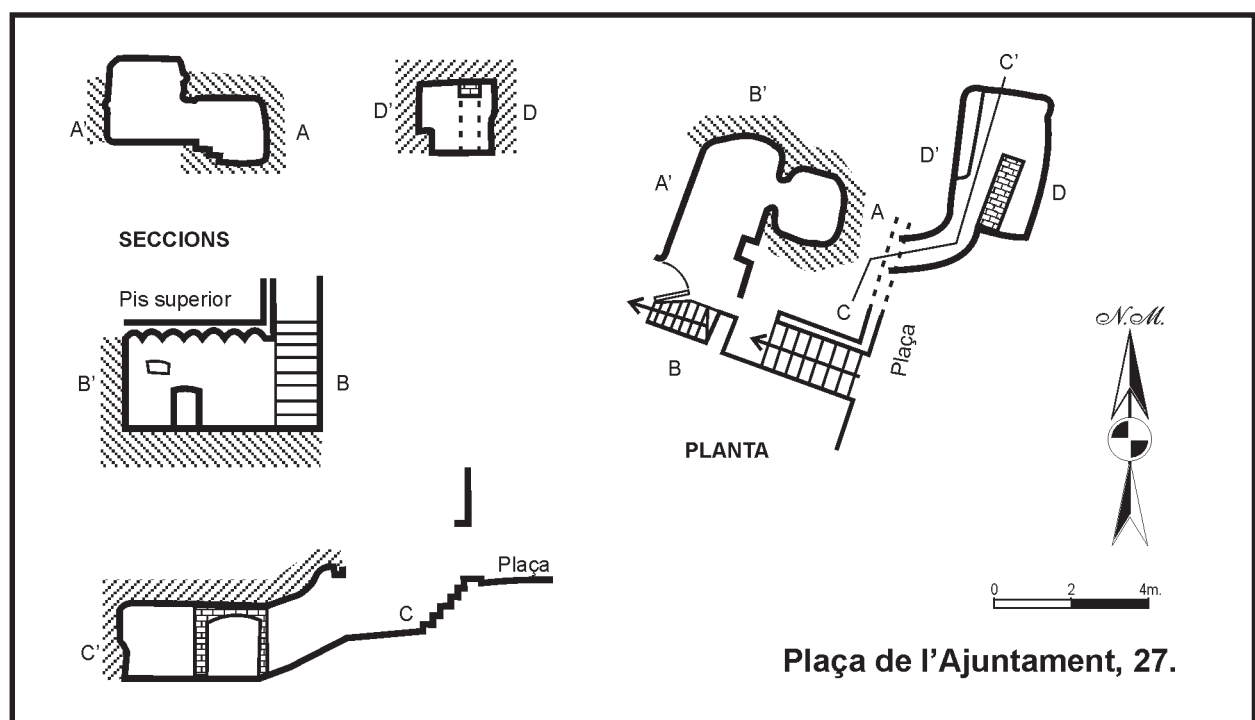 A'
A
D'
D
SECCIONS
Pis superior
B'
B
C'
C
Plaça
B'
A'
A
C'
D'
D
C
B
Plaça
PLANTA
N.M.
0 2 4m.
Plaça de l'Ajuntament, 27.